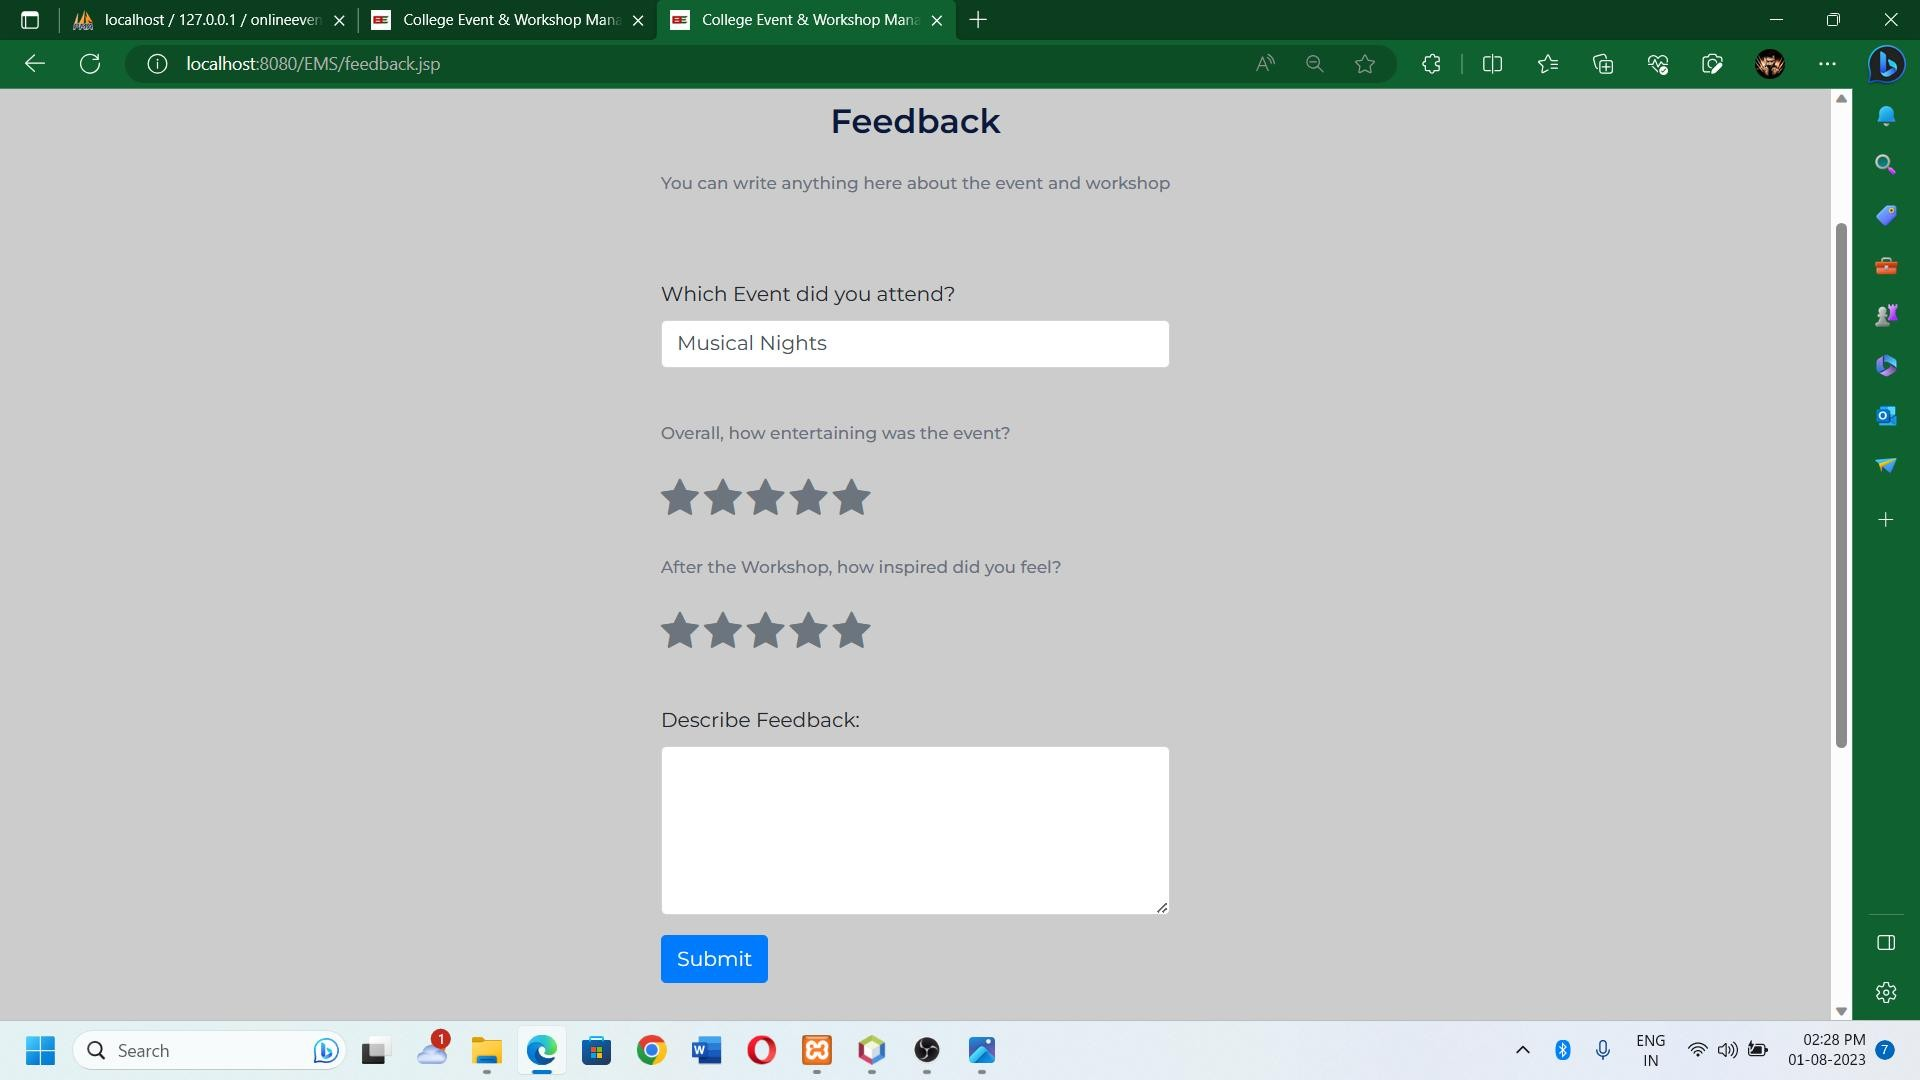 localhost / 127.0.0.1 / onlineeven
College Event & Workshop Mana
College Event & Workshop Mana
localhost:8080/EMS/feedback.jsp
Feedback
You can write anything here about the event and workshop
Which Event did you attend?
Musical Nights
Overall, how entertaining was the event?
After the Workshop, how inspired did you feel?
Describe Feedback:
Submit
Search
1
ENG
IN
02:28 PM
01-08-2023
7